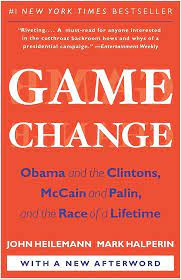 #1 NEW YORK TIMES BESTSELLER
"Riveting.... A must-read for anyone interested
in the cutthroat backroom hows and whys of a
presidential campaign." —Entertainment Weekly
GAME
CHANGE
Obama and the Clintons,
McCain and Palin,
and the Race of a Lifetime
JOHN HEILEMANN MARK HALPERIN
WITH A NEW AFTERWORD